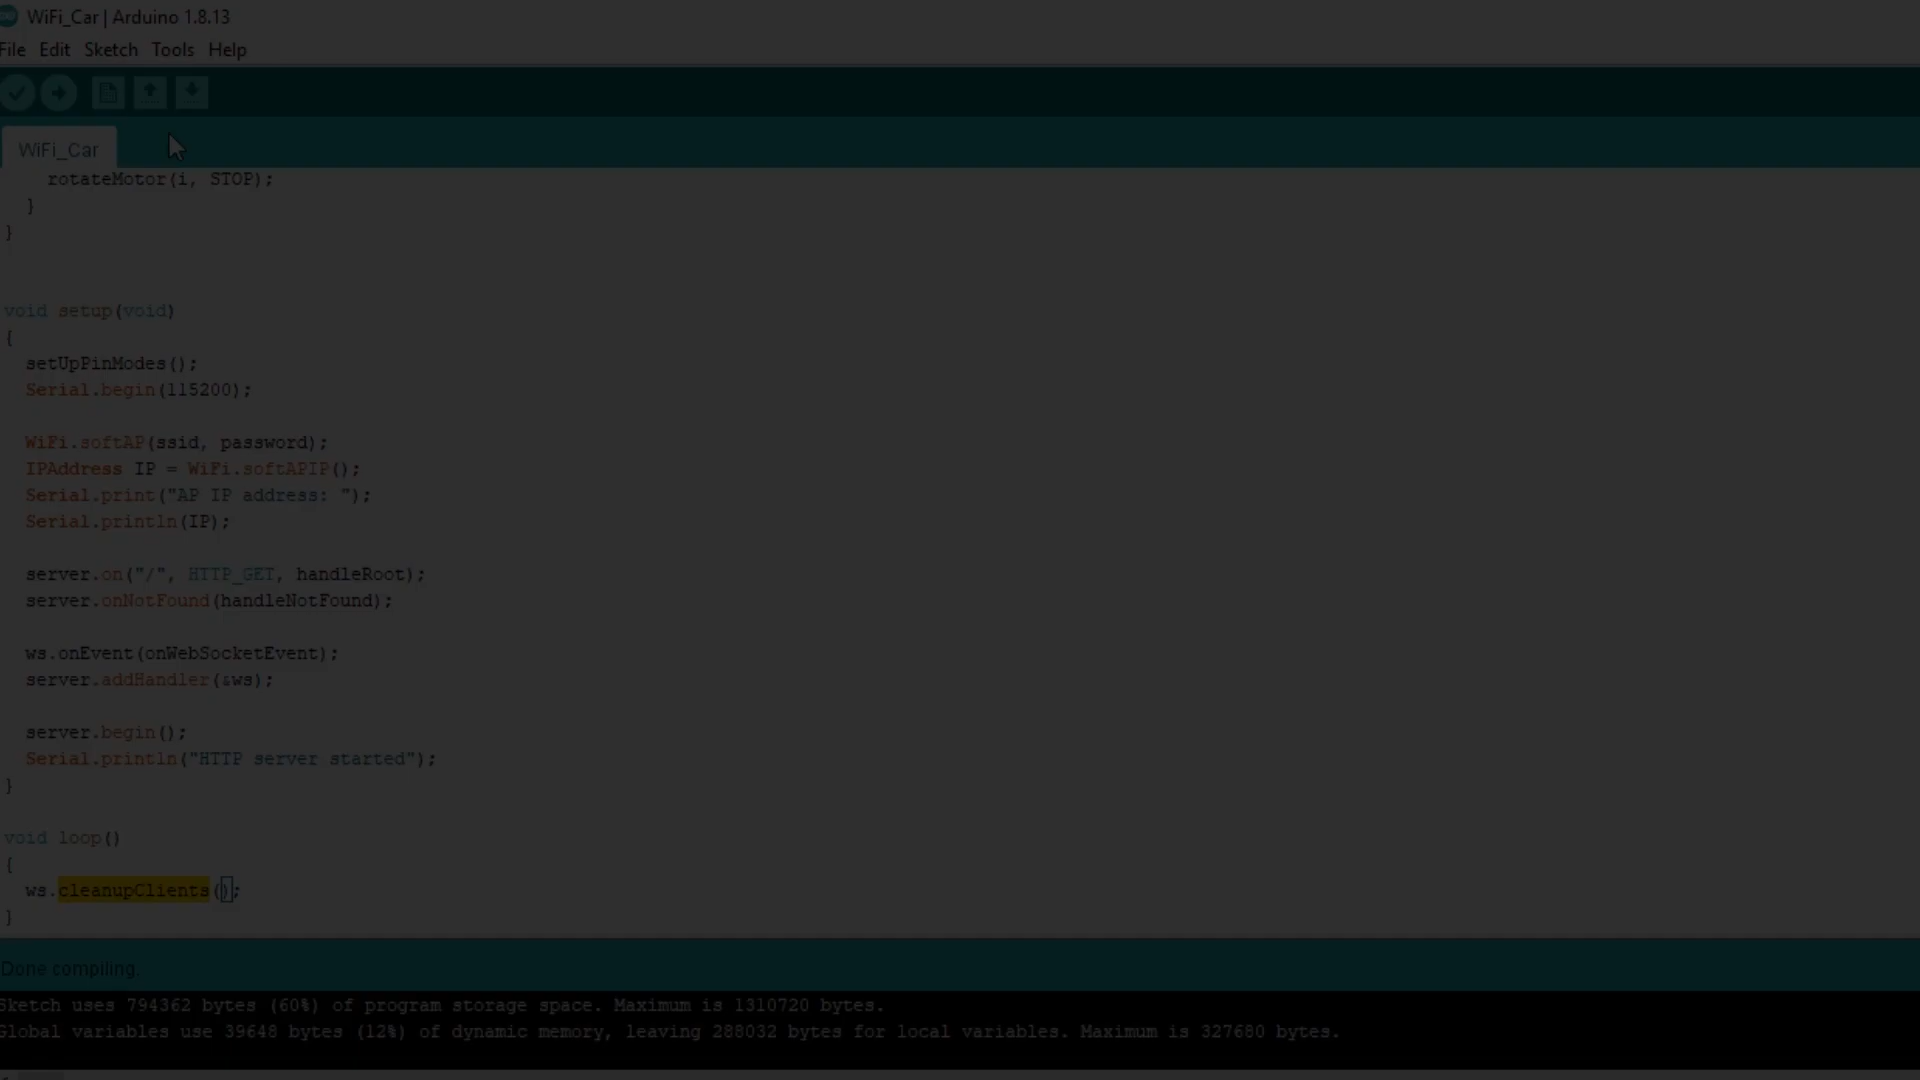 WiFi_Car | Arduino 1.8.13
File Edit Sketch Tools Help
WiFi_Car
rotateMotor(i, STOP);
}
}
void setup(void)
{
setUpPinModes();
Serial.begin(115200);
WiFi.softAP(ssid, password);
IPAddress IP = WiFi.softAPIP();
Serial.print("AP IP address: ");
Serial.println(IP);
server.on("/", HTTP_GET, handleRoot);
server.onNotFound(handleNotFound);
ws.onEvent(onWebSocketEvent);
server.addHandler(&ws);
server.begin();
Serial.println("HTTP server started");
}
void loop()
{
ws.cleanupClients();
}
Done compiling.
Sketch uses 794362 bytes (60%) of program storage space. Maximum is 1310720 bytes.
Global variables use 39648 bytes (12%) of dynamic memory, leaving 288032 bytes for local variables. Maximum is 327680 bytes.